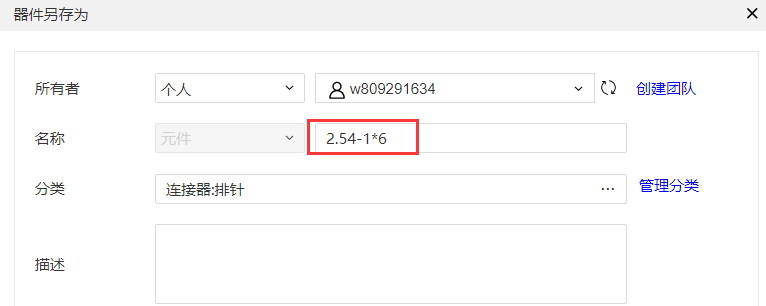 器件另存为
所有者 个人 w809291634 创建团队
名称 元件 2.54-1*6
分类 连接器:排针 ... 管理分类
描述